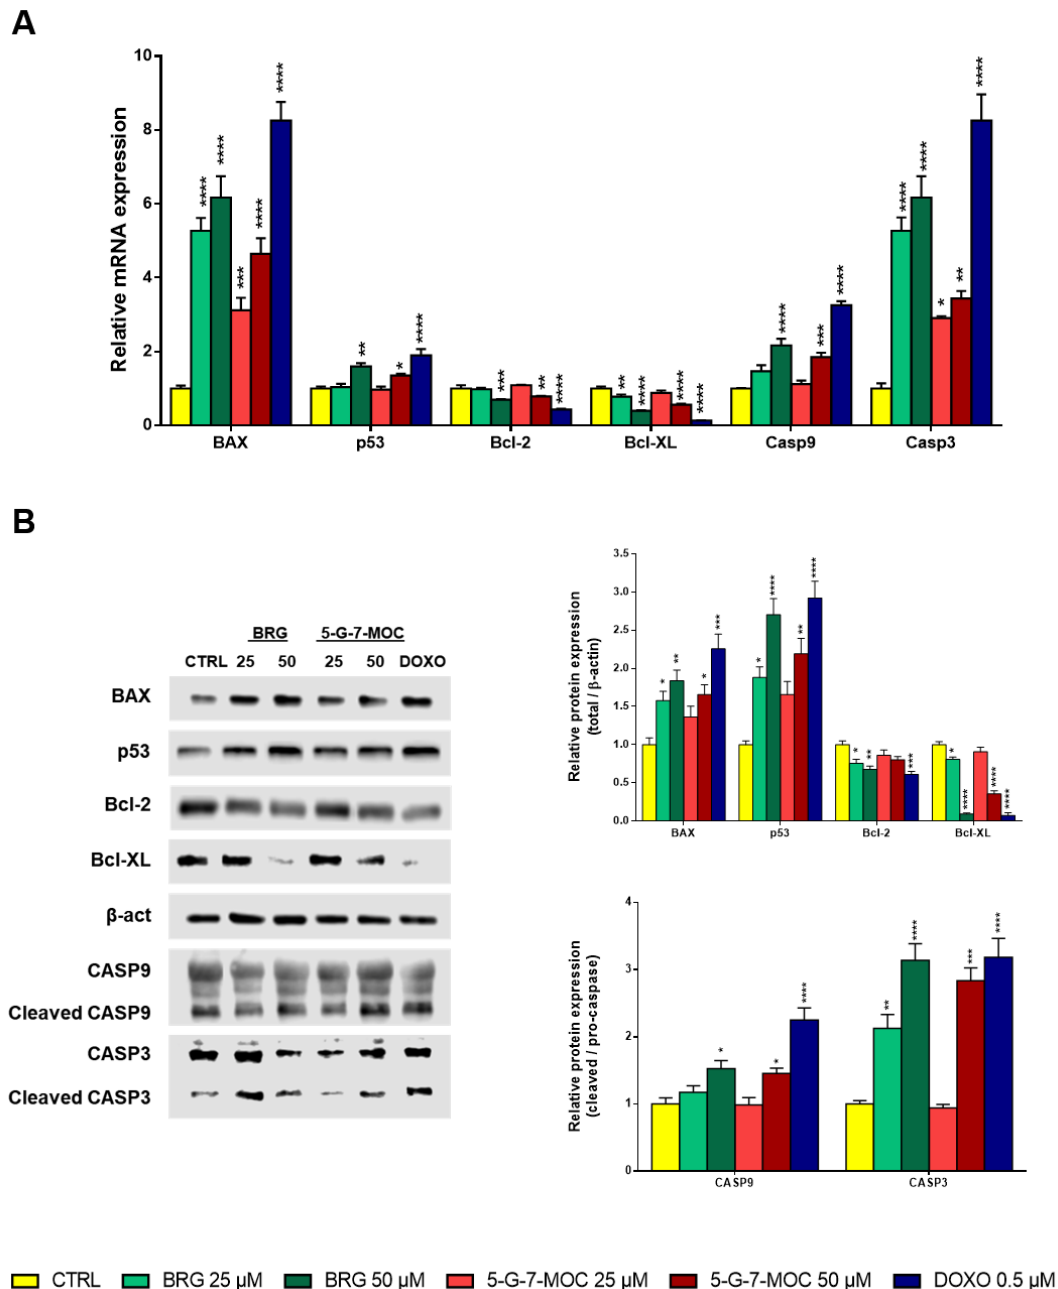 A
Relative mRNA expression
10
8
6
4
2
0
**** **** *** **** ****
** * ****
*** ** ****
** **** **** ****
**** *** ****
**** **** * ** ****
BAX p53 Bcl-2 Bcl-XL Casp9 Casp3
B
BRG 5-G-7-MOC
CTRL 25 50 25 50 DOXO
BAX
p53
Bcl-2
Bcl-XL
β-act
CASP9
Cleaved CASP9
CASP3
Cleaved CASP3
Relative protein expression
(total / β-actin)
3.5
3.0
2.5
2.0
1.5
1.0
0.5
0.0
* ** * ***
* **** ** ****
* ** ***
* **** **** ****
BAX p53 Bcl-2 Bcl-XL
Relative protein expression
(cleaved / pro-caspase)
4
3
2
1
0
* * ****
** **** *** ****
CASP9 CASP3
CTRL BRG 25 µM BRG 50 µM 5-G-7-MOC 25 µM 5-G-7-MOC 50 µM DOXO 0.5 µM